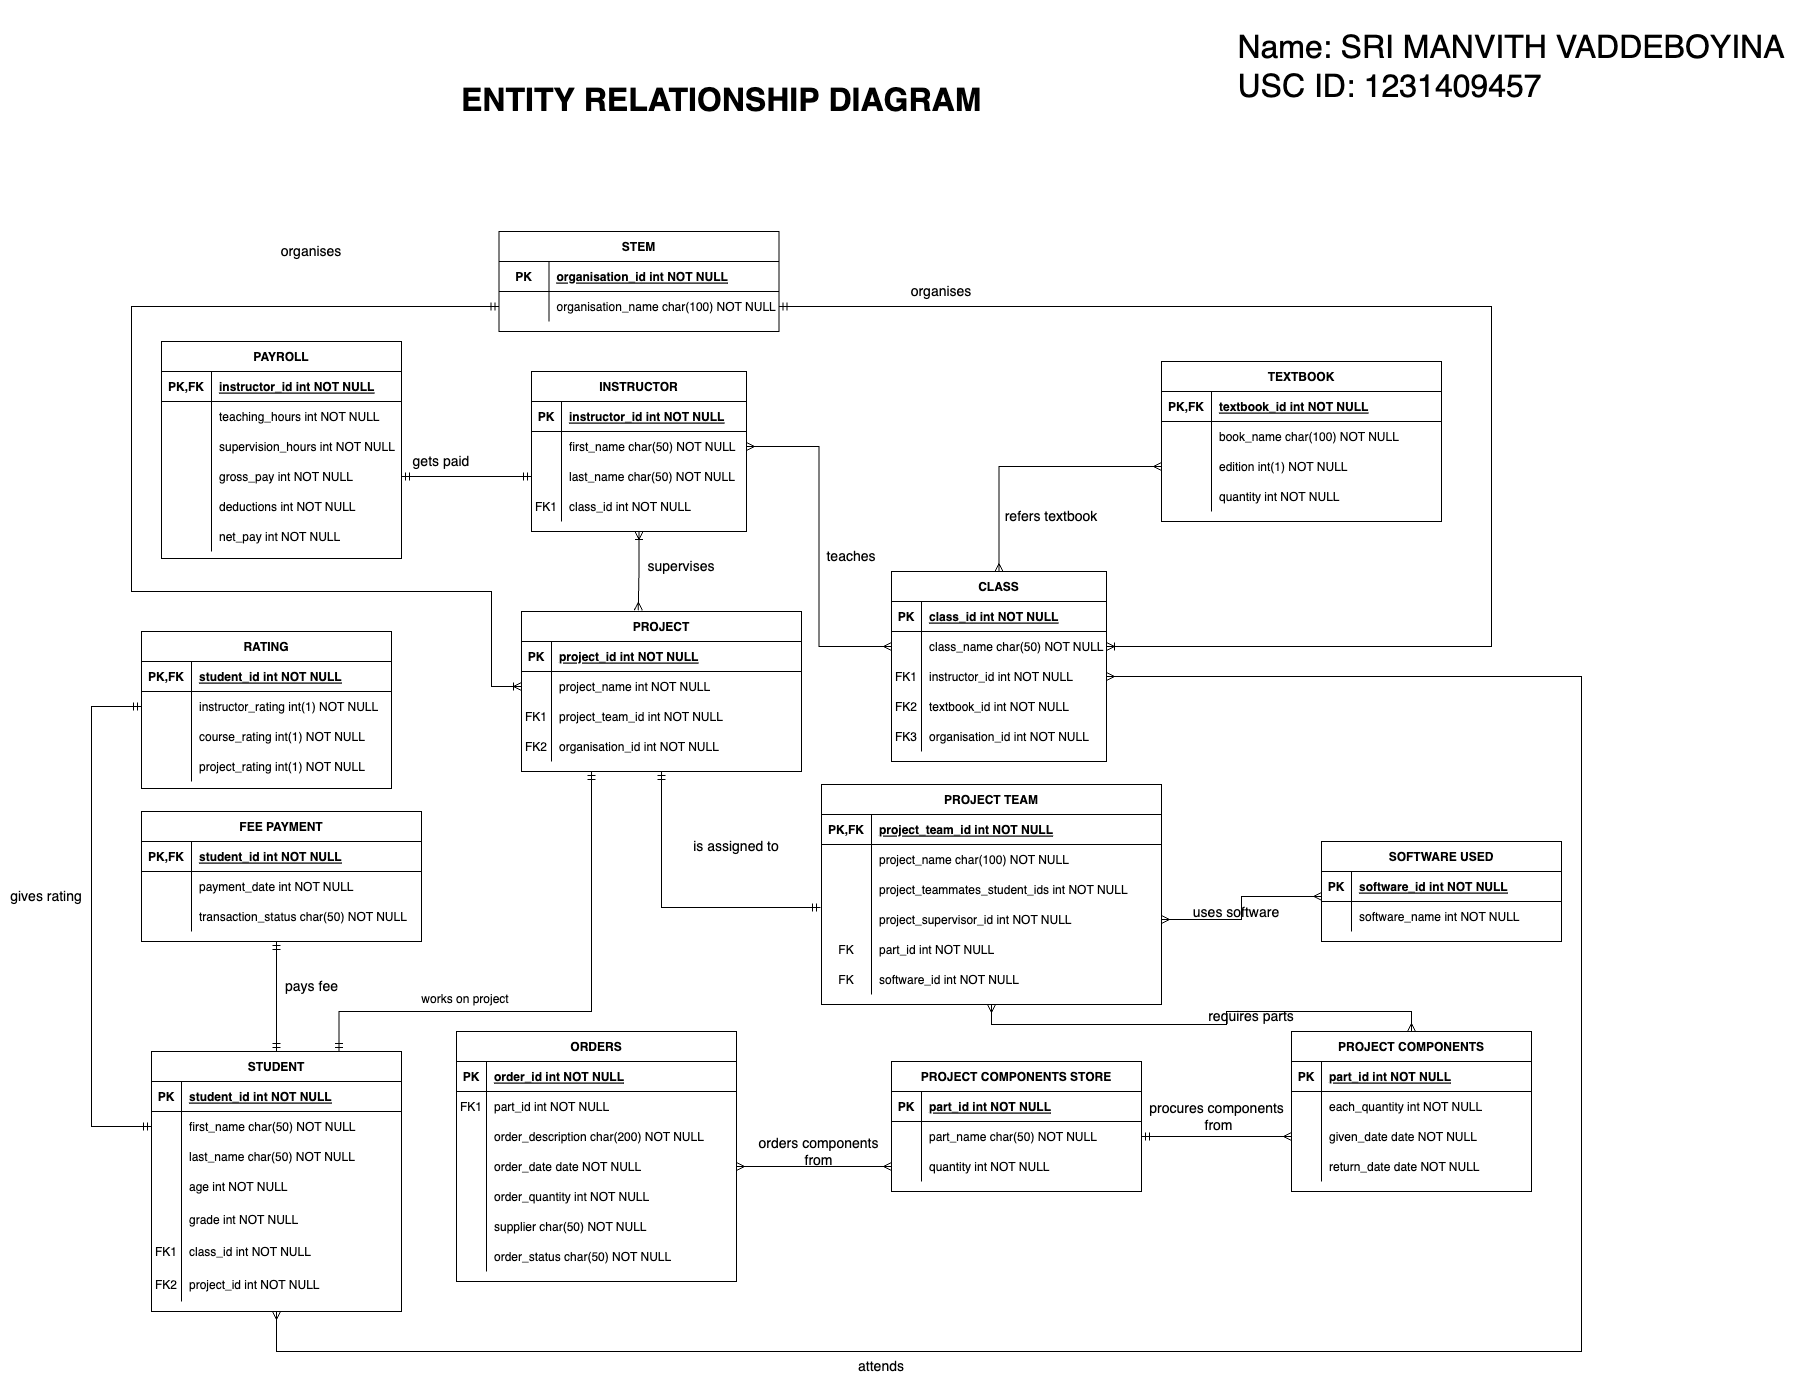 Name: SRI MANVITH VADDEBOYINA
USC ID: 1231409457
ENTITY RELATIONSHIP DIAGRAM
organises
STEM
PK organisation_id int NOT NULL
organisation_name char(100) NOT NULL
organises
PAYROLL
PK,FK instructor_id int NOT NULL
teaching_hours int NOT NULL
supervision_hours int NOT NULL
gross_pay int NOT NULL
deductions int NOT NULL
net_pay int NOT NULL
gets paid
INSTRUCTOR
PK instructor_id int NOT NULL
first_name char(50) NOT NULL
last_name char(50) NOT NULL
FK1 class_id int NOT NULL
TEXTBOOK
PK,FK textbook_id int NOT NULL
book_name char(100) NOT NULL
edition int(1) NOT NULL
quantity int NOT NULL
refers textbook
supervises
teaches
CLASS
PK class_id int NOT NULL
class_name char(50) NOT NULL
FK1 instructor_id int NOT NULL
FK2 textbook_id int NOT NULL
FK3 organisation_id int NOT NULL
PROJECT
PK project_id int NOT NULL
project_name int NOT NULL
FK1 project_team_id int NOT NULL
FK2 organisation_id int NOT NULL
RATING
PK,FK student_id int NOT NULL
instructor_rating int(1) NOT NULL
course_rating int(1) NOT NULL
project_rating int(1) NOT NULL
FEE PAYMENT
PK,FK student_id int NOT NULL
payment_date int NOT NULL
transaction_status char(50) NOT NULL
gives rating
is assigned to
PROJECT TEAM
PK,FK project_team_id int NOT NULL
project_name char(100) NOT NULL
project_teammates_student_ids int NOT NULL
project_supervisor_id int NOT NULL
FK part_id int NOT NULL
FK software_id int NOT NULL
uses software
SOFTWARE USED
PK software_id int NOT NULL
software_name int NOT NULL
pays fee
works on project
requires parts
STUDENT
PK student_id int NOT NULL
first_name char(50) NOT NULL
last_name char(50) NOT NULL
age int NOT NULL
grade int NOT NULL
FK1 class_id int NOT NULL
FK2 project_id int NOT NULL
ORDERS
PK order_id int NOT NULL
FK1 part_id int NOT NULL
order_description char(200) NOT NULL
order_date date NOT NULL
order_quantity int NOT NULL
supplier char(50) NOT NULL
order_status char(50) NOT NULL
orders components
from
PROJECT COMPONENTS STORE
PK part_id int NOT NULL
part_name char(50) NOT NULL
quantity int NOT NULL
procures components
from
PROJECT COMPONENTS
PK part_id int NOT NULL
each_quantity int NOT NULL
given_date date NOT NULL
return_date date NOT NULL
attends